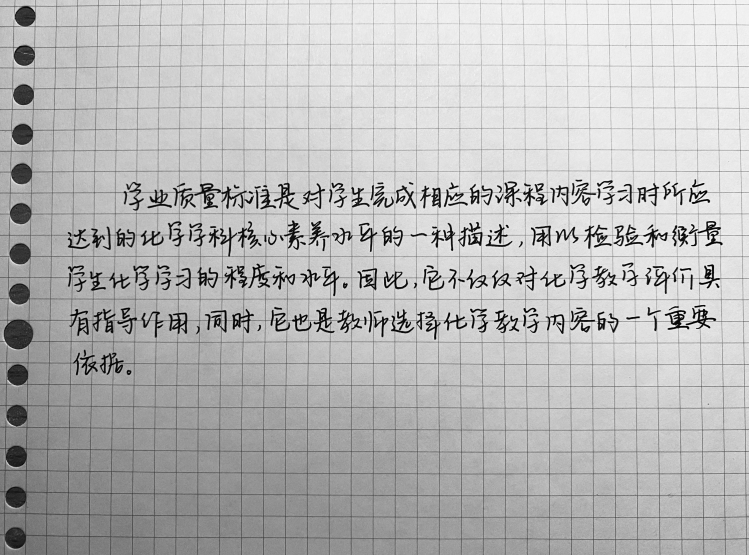 学业质量标准是对学生完成相应的课程内容学习时所应
达到的化学学科核心素养水平的一种描述,用以检验和衡量
学生化学学习的程度和水平。因此,它不仅仅对化学教学评价具
有指导作用,同时,它也是教师选择化学教学内容的一个重要
依据。